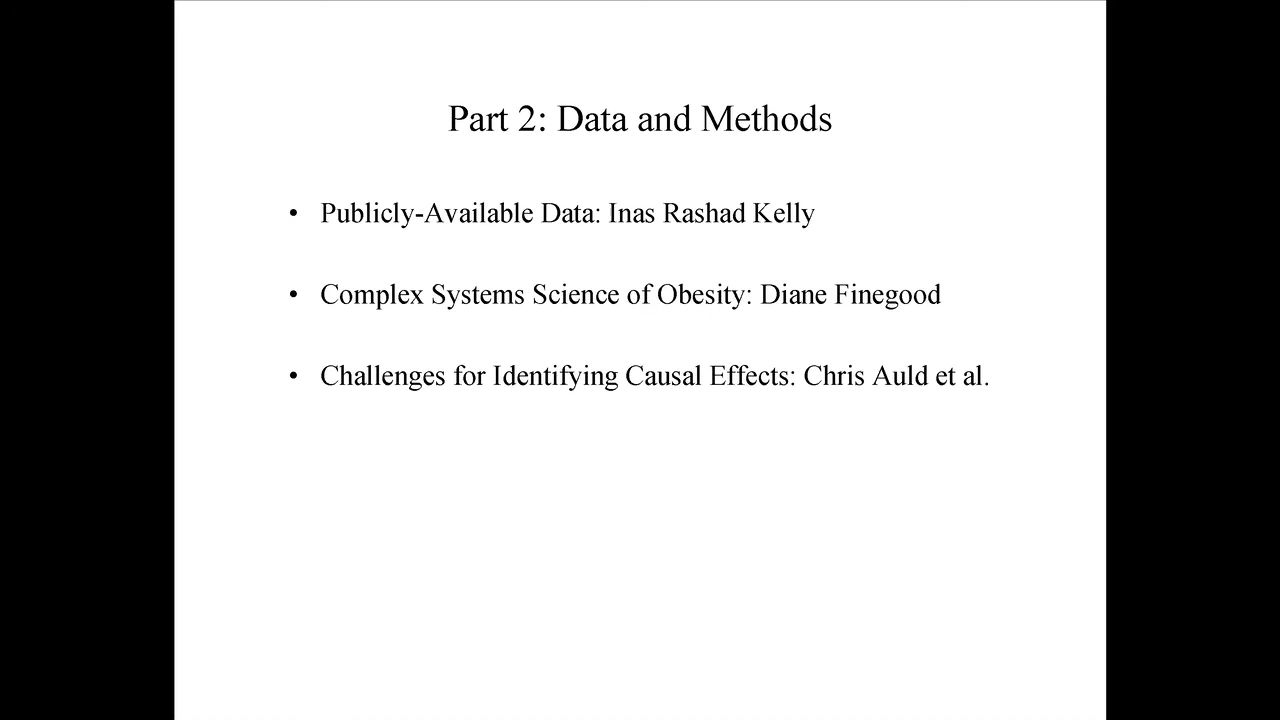 Part 2: Data and Methods
• Publicly-Available Data: Inas Rashad Kelly
• Complex Systems Science of Obesity: Diane Finegood
• Challenges for Identifying Causal Effects: Chris Auld et al.